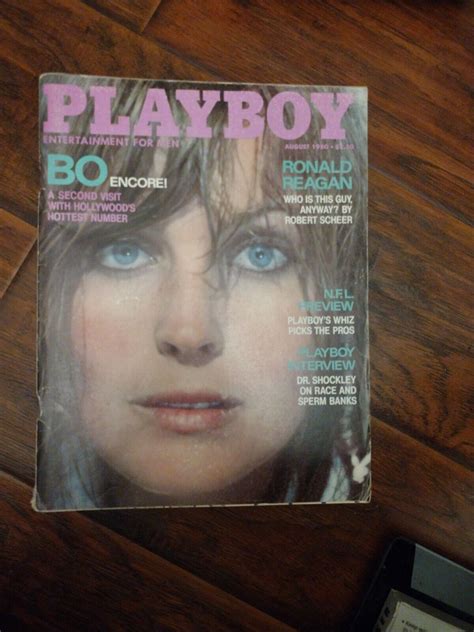 PLAYBOY
ENTERTAINMENT FOR MEN
AUGUST 1980 •
BO ENCORE!
A SECOND VISIT
WITH HOLLYWOOD'S
HOTTEST NUMBER
RONALD
REAGAN
WHO IS THIS GUY,
ANYWAY? BY
ROBERT SCHEER
N.F.L.
PREVIEW
PLAYBOY'S WHIZ
PICKS THE PROS
PLAYBOY
INTERVIEW
DR. SHOCKLEY
ON RACE AND
SPERM BANKS